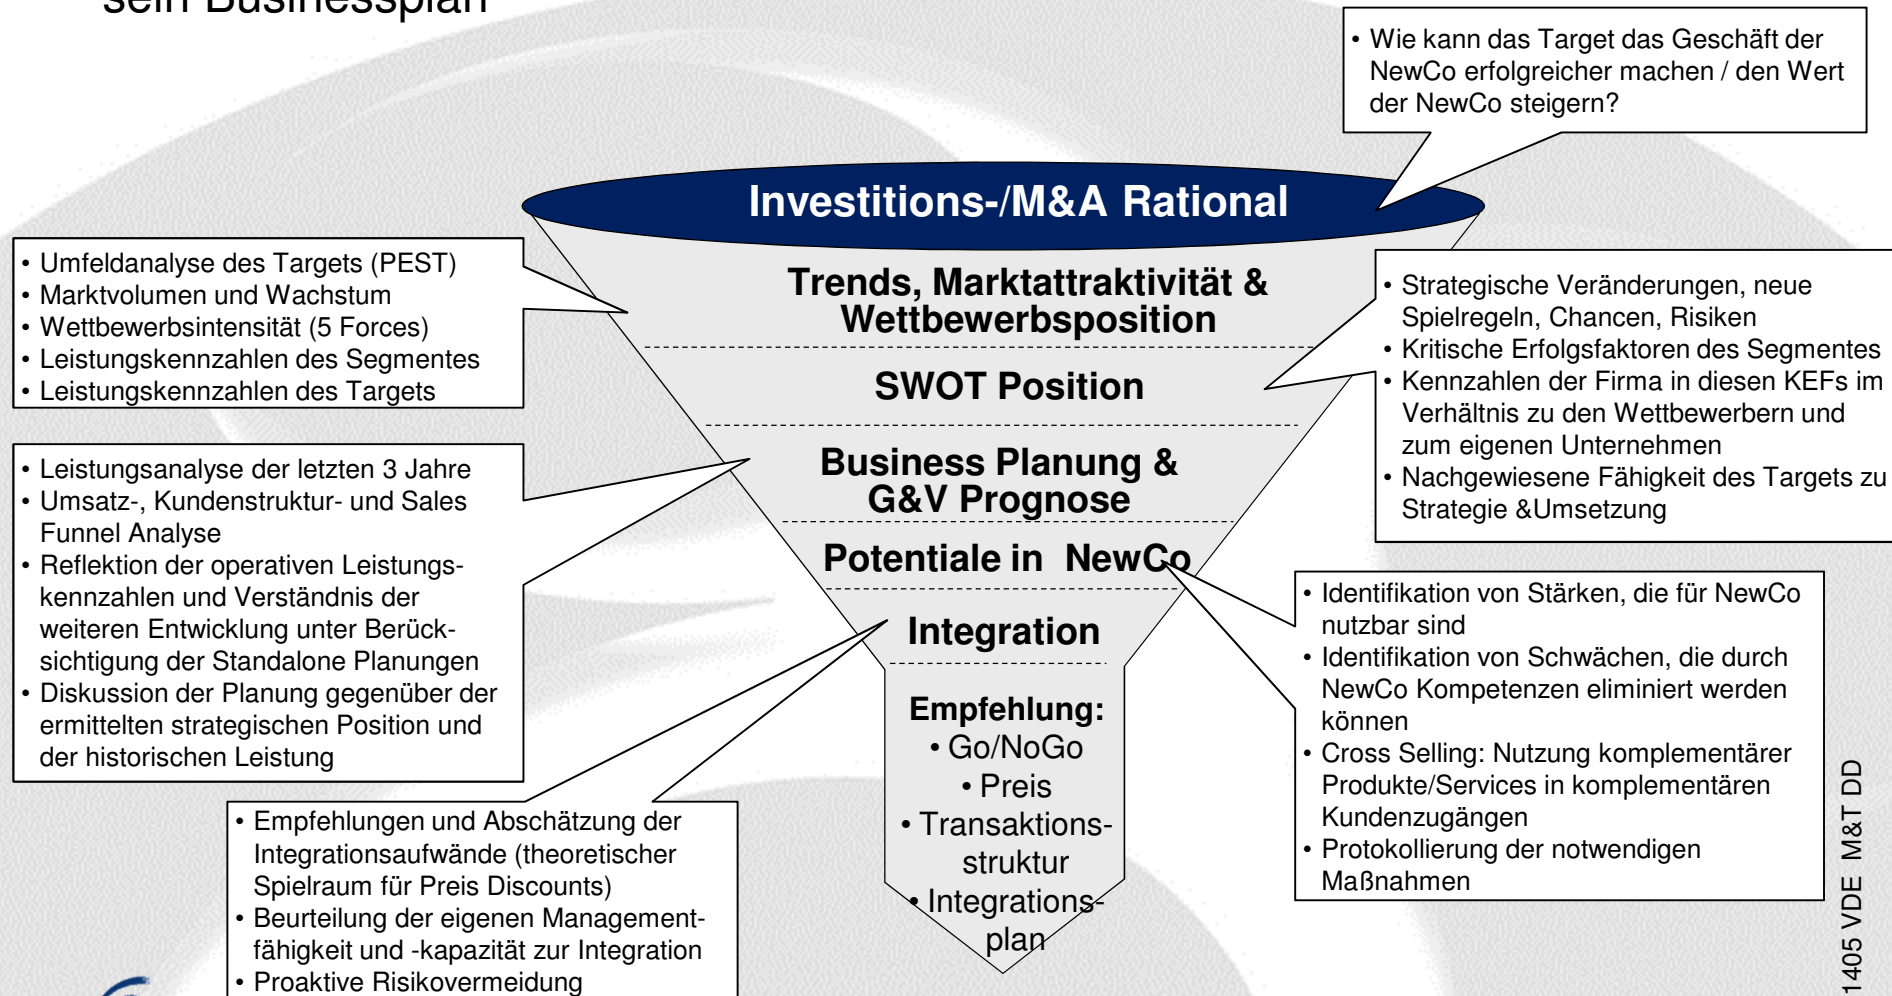 sein Businessplan
• Wie kann das Target das Geschäft der
NewCo erfolgreicher machen / den Wert
der NewCo steigern?
Investitions-/M&A Rational
• Umfeldanalyse des Targets (PEST)
• Marktvolumen und Wachstum
• Wettbewerbsintensität (5 Forces)
• Leistungskennzahlen des Segmentes
• Leistungskennzahlen des Targets
Trends, Marktattraktivität &
Wettbewerbsposition
• Strategische Veränderungen, neue
Spielregeln, Chancen, Risiken
• Kritische Erfolgsfaktoren des Segmentes
• Kennzahlen der Firma in diesen KEFs im
Verhältnis zu den Wettbewerbern und
zum eigenen Unternehmen
• Nachgewiesene Fähigkeit des Targets zu
Strategie &Umsetzung
SWOT Position
• Leistungsanalyse der letzten 3 Jahre
• Umsatz-, Kundenstruktur- und Sales
Funnel Analyse
• Reflektion der operativen Leistungs-
kennzahlen und Verständnis der
weiteren Entwicklung unter Berück-
sichtigung der Standalone Planungen
• Diskussion der Planung gegenüber der
ermittelten strategischen Position und
der historischen Leistung
Business Planung &
G&V Prognose
Potentiale in NewCo
• Identifikation von Stärken, die für NewCo
nutzbar sind
• Identifikation von Schwächen, die durch
NewCo Kompetenzen eliminiert werden
können
• Cross Selling: Nutzung komplementärer
Produkte/Services in komplementären
Kundenzugängen
• Protokollierung der notwendigen
Maßnahmen
Integration
• Empfehlungen und Abschätzung der
Integrationsaufwände (theoretischer
Spielraum für Preis Discounts)
• Beurteilung der eigenen Management-
fähigkeit und -kapazität zur Integration
• Proaktive Risikovermeidung
Empfehlung:
• Go/NoGo
• Preis
• Transaktions-
struktur
• Integrations-
plan
1405 VDE M&T DD